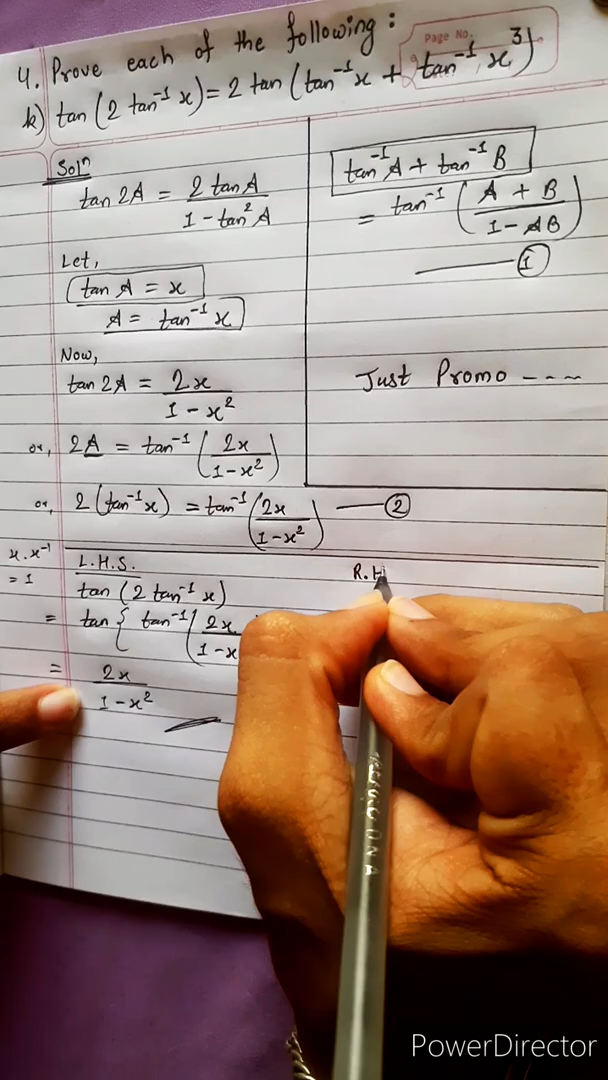 Page No.
4. Prove each of the following :
k) tan (2 tan⁻¹ x) = 2 tan (tan⁻¹x + tan⁻¹ x³)
Solⁿ
tan 2A = 2 tan A / 1 - tan²A
Let,
tan A = x
A = tan⁻¹ x
Now,
tan 2A = 2x / 1 - x²
or, 2A = tan⁻¹ (2x / 1-x²)
or, 2 (tan⁻¹x) = tan⁻¹ (2x / 1-x²) — ②
tan⁻¹ A + tan⁻¹ B
= tan⁻¹ (A + B / 1 - AB)
— ①
Just Promo ----
x.x⁻¹
= 1
L.H.S.
tan (2 tan⁻¹ x)
= tan { tan⁻¹ (2x / 1-x
= 2x / 1-x²
R.H
PowerDirector